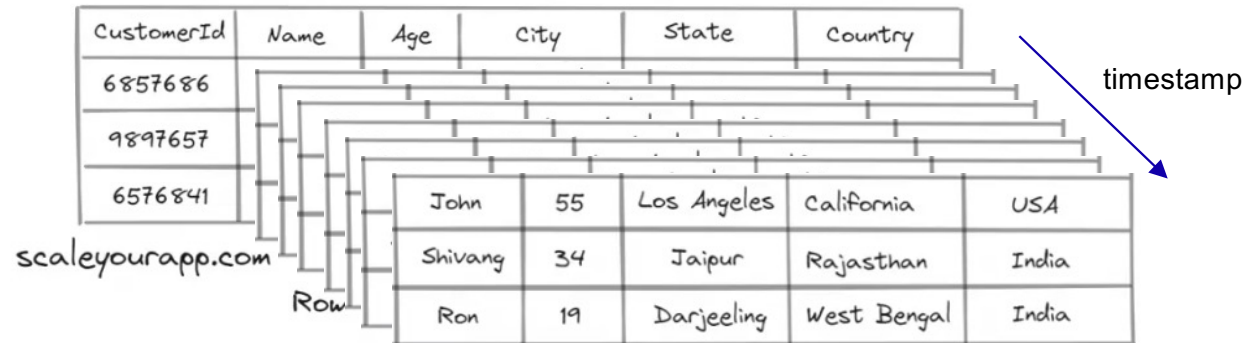 CustomerId Name Age City State Country
timestamp
6857686
9897657
6576841
John 55 Los Angeles California USA
scaleyourapp.com
Shivang 34 Jaipur Rajasthan India
Row
Ron 19 Darjeeling West Bengal India